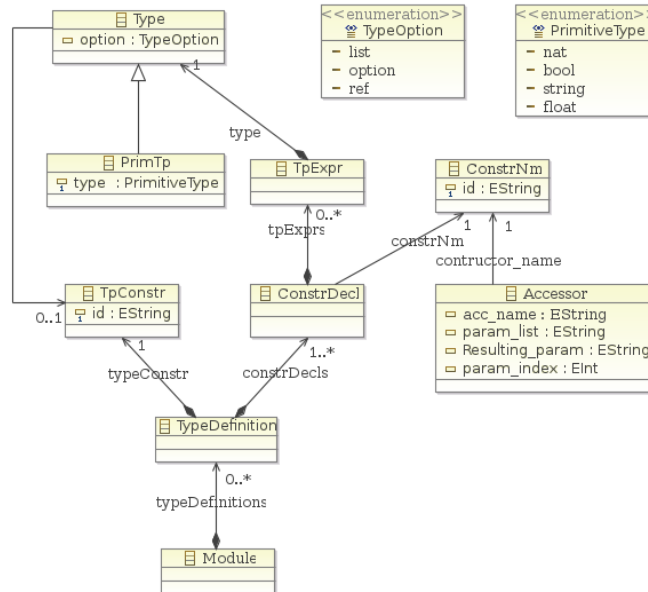 Type
option : TypeOption
<<enumeration>>
TypeOption
list
option
ref
<<enumeration>>
PrimitiveType
nat
bool
string
float
1
type
PrimTp
type : PrimitiveType
TpExpr
ConstrNm
id : EString
0..*
tpExprs
1
constrNm
1
contructor_name
TpConstr
id : EString
0..1
ConstrDecl
Accessor
acc_name : EString
param_list : EString
Resulting_param : EString
param_index : EInt
1
typeConstr
1..*
constrDecls
TypeDefinition
0..*
typeDefinitions
Module